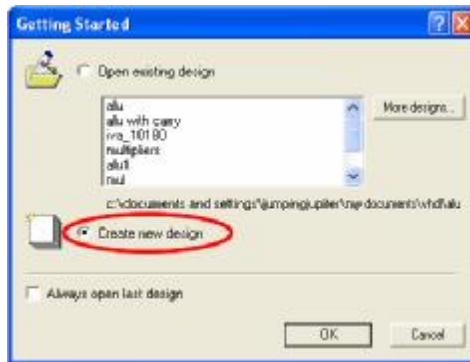 Getting Started
Open existing design
alu
alu with carry
More designs...
multipliers
alu1
mul
Create new design
Always open last design
OK
Cancel